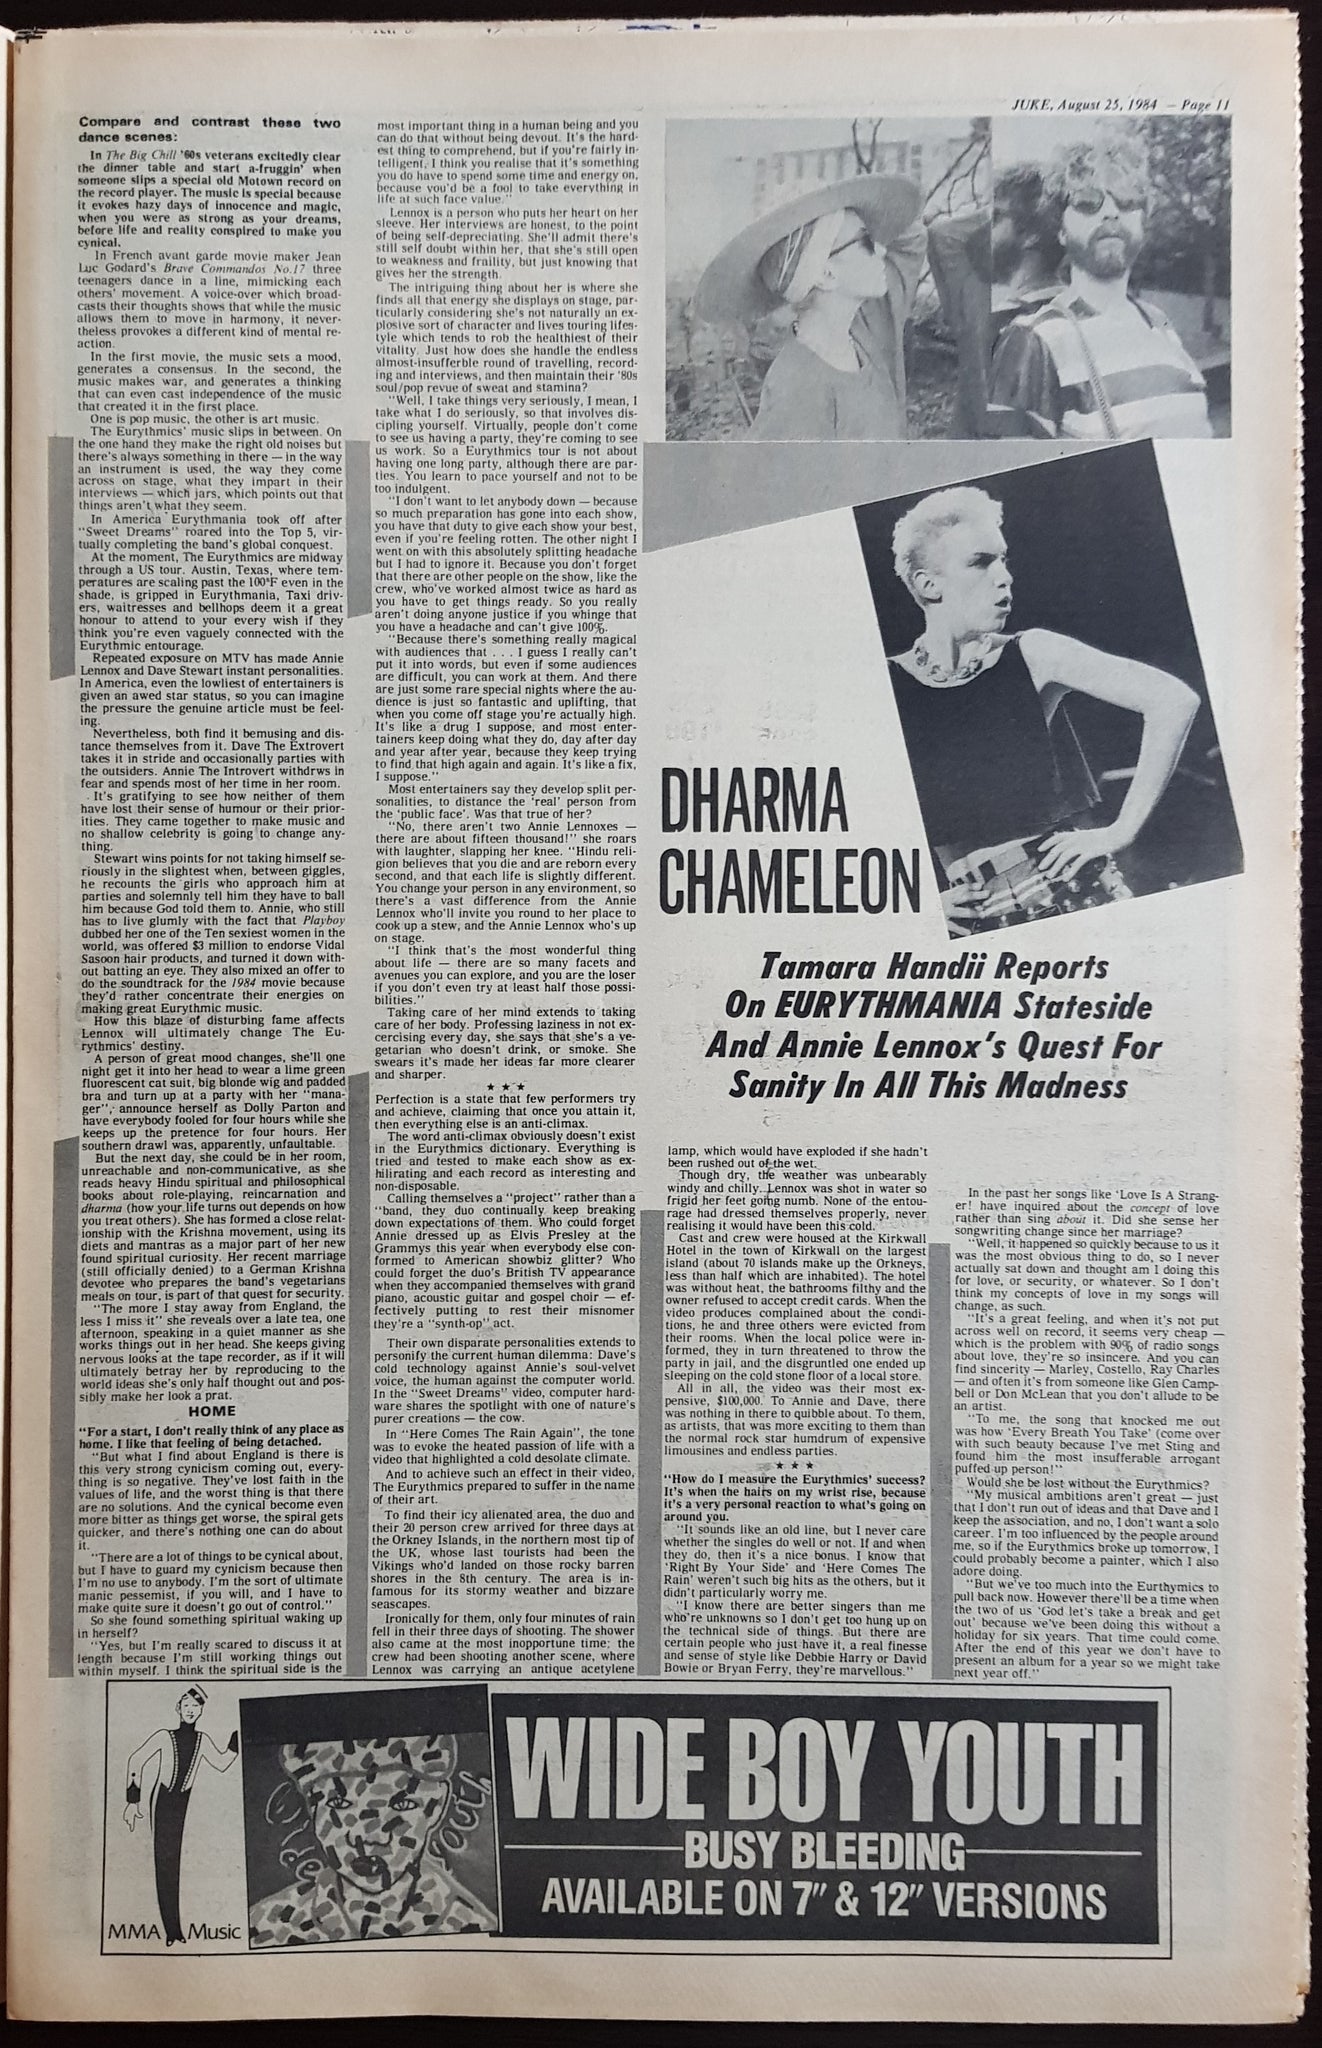 JUKE, August 25, 1984 — Page 11
Compare and contrast these two
dance scenes:
In The Big Chill '60s veterans excitedly clear
the dinner table and start a-fruggin' when
someone slips a special old Motown record on
the record player. The music is special because
it evokes hazy days of innocence and magic,
when you were as strong as your dreams,
before life and reality conspired to make you
cynical.
In French avant garde movie maker Jean
Luc Godard's Brave Commandos No.17 three
teenagers dance in a line, mimicking each
others' movement. A voice-over which broad-
casts their thoughts shows that while the music
allows them to move in harmony, it never-
theless provokes a different kind of mental re-
action.
In the first movie, the music sets a mood,
generates a consensus. In the second, the
music makes war, and generates a thinking
that can even cast independence of the music
that created it in the first place.
One is pop music, the other is art music.
The Eurythmics' music slips in between. On
the one hand they make the right old noises but
there's always something in there — in the way
an instrument is used, the way they come
across on stage, what they impart in their
interviews — which jars, which points out that
things aren't what they seem.
In America Eurythmania took off after
"Sweet Dreams" roared into the Top 5, vir-
tually completing the band's global conquest.
At the moment, The Eurythmics are midway
through a US tour. Austin, Texas, where tem-
peratures are scaling past the 100°F even in the
shade, is gripped in Eurythmania, Taxi driv-
ers, waitresses and bellhops deem it a great
honour to attend to your every wish if they
think you're even vaguely connected with the
Eurythmic entourage.
Repeated exposure on MTV has made Annie
Lennox and Dave Stewart instant personalities.
In America, even the lowliest of entertainers is
given an awed star status, so you can imagine
the pressure the genuine article must be feel-
ing.
Nevertheless, both find it bemusing and dis-
tance themselves from it. Dave The Extrovert
takes it in stride and occasionally parties with
the outsiders. Annie The Introvert withdrws in
fear and spends most of her time in her room.
It's gratifying to see how neither of them
have lost their sense of humour or their prior-
ities. They came together to make music and
no shallow celebrity is going to change any-
thing.
Stewart wins points for not taking himself se-
riously in the slightest when, between giggles,
he recounts the girls who approach him at
parties and solemnly tell him they have to ball
him because God told them to. Annie, who still
has to live glumly with the fact that Playboy
dubbed her one of the Ten sexiest women in the
world, was offered $3 million to endorse Vidal
Sasoon hair products, and turned it down with-
out batting an eye. They also mixed an offer to
do the soundtrack for the 1984 movie because
they'd rather concentrate their energies on
making great Eurythmic music.
How this blaze of disturbing fame affects
Lennox will ultimately change The Eu-
rythmics' destiny.
A person of great mood changes, she'll one
night get it into her head to wear a lime green
fluorescent cat suit, big blonde wig and padded
bra and turn up at a party with her "mana-
ger", announce herself as Dolly Parton and
have everybody fooled for four hours while she
keeps up the pretence for four hours. Her
southern drawl was, apparently, unfaultable.
But the next day, she could be in her room,
unreachable and non-communicative, as she
reads heavy Hindu spiritual and philosophical
books about role-playing, reincarnation and
dharma (how your life turns out depends on how
you treat others). She has formed a close relat-
ionship with the Krishna movement, using its
diets and mantras as a major part of her new
found spiritual curiosity. Her recent marriage
(still officially denied) to a German Krishna
devotee who prepares the band's vegetarians
meals on tour, is part of that quest for security.
"The more I stay away from England, the
less I miss it" she reveals over a late tea, one
afternoon, speaking in a quiet manner as she
works things out in her head. She keeps giving
nervous looks at the tape recorder, as if it will
ultimately betray her by reproducing to the
world ideas she's only half thought out and pos-
sibly make her look a prat.
HOME
"For a start, I don't really think of any place as
home. I like that feeling of being detached.
"But what I find about England is there is
this very strong cynicism coming out, every-
thing is so negative. They've lost faith in the
values of life, and the worst thing is that there
are no solutions. And the cynical become even
more bitter as things get worse, the spiral gets
quicker, and there's nothing one can do about
it.
"There are a lot of things to be cynical about,
but I have to guard my cynicism because then
I'm no use to anybody. I'm the sort of ultimate
manic pessemist, if you will, and I have to
make quite sure it doesn't go out of control."
So she found something spiritual waking up
in herself?
"Yes, but I'm really scared to discuss it at
length because I'm still working things out
within myself. I think the spiritual side is the
most important thing in a human being and you
can do that without being devout. It's the hard-
est thing to comprehend, but if you're fairly in-
telligent, I think you realise that it's something
you do have to spend some time and energy on,
because you'd be a fool to take everything in
life at such face value."
Lennox is a person who puts her heart on her
sleeve. Her interviews are honest, to the point
of being self-depreciating. She'll admit there's
still self doubt within her, that she's still open
to weakness and fraility, but just knowing that
gives her the strength.
The intriguing thing about her is where she
finds all that energy she displays on stage, par-
ticularly considering she's not naturally an ex-
plosive sort of character and lives touring lifes-
tyle which tends to rob the healthiest of their
vitality. Just how does she handle the endless
almost-insufferble round of travelling, record-
ing and interviews, and then maintain their '80s
soul/pop revue of sweat and stamina?
"Well, I take things very seriously, I mean, I
take what I do seriously, so that involves dis-
cipling yourself. Virtually, people don't come
to see us having a party, they're coming to see
us work. So a Eurythmics tour is not about
having one long party, although there are par-
ties. You learn to pace yourself and not to be
too indulgent.
"I don't want to let anybody down — because
so much preparation has gone into each show,
you have that duty to give each show your best,
even if you're feeling rotten. The other night I
went on with this absolutely splitting headache
but I had to ignore it. Because you don't forget
that there are other people on the show, like the
crew, who've worked almost twice as hard as
you have to get things ready. So you really
aren't doing anyone justice if you whinge that
you have a headache and can't give 100%.
"Because there's something really magical
with audiences that . . . I guess I really can't
put it into words, but even if some audiences
are difficult, you can work at them. And there
are just some rare special nights where the au-
dience is just so fantastic and uplifting, that
when you come off stage you're actually high.
It's like a drug I suppose, and most enter-
tainers keep doing what they do, day after day
and year after year, because they keep trying
to find that high again and again. It's like a fix,
I suppose."
Most entertainers say they develop split per-
sonalities, to distance the 'real' person from
the 'public face'. Was that true of her?
"No, there aren't two Annie Lennoxes —
there are about fifteen thousand!" she roars
with laughter, slapping her knee. "Hindu reli-
gion believes that you die and are reborn every
second, and that each life is slightly different.
You change your person in any environment, so
there's a vast difference from the Annie
Lennox who'll invite you round to her place to
cook up a stew, and the Annie Lennox who's up
on stage.
"I think that's the most wonderful thing
about life — there are so many facets and
avenues you can explore, and you are the loser
if you don't even try at least half those possi-
bilities."
Taking care of her mind extends to taking
care of her body. Professing laziness in not ex-
cercising every day, she says that she's a ve-
getarian who doesn't drink, or smoke. She
swears it's made her ideas far more clearer
and sharper.
★ ★ ★
Perfection is a state that few performers try
and achieve, claiming that once you attain it,
then everything else is an anti-climax.
The word anti-climax obviously doesn't exist
in the Eurythmics dictionary. Everything is
tried and tested to make each show as ex-
hilirating and each record as interesting and
non-disposable.
Calling themselves a "project" rather than a
"band, they duo continually keep breaking
down expectations of them. Who could forget
Annie dressed up as Elvis Presley at the
Grammys this year when everybody else con-
formed to American showbiz glitter? Who
could forget the duo's British TV appearance
when they accompanied themselves with grand
piano, acoustic guitar and gospel choir — ef-
fectively putting to rest their misnomer
they're a "synth-op" act.
Their own disparate personalities extends to
personify the current human dilemma: Dave's
cold technology against Annie's soul-velvet
voice, the human against the computer world.
In the "Sweet Dreams" video, computer hard-
ware shares the spotlight with one of nature's
purer creations — the cow.
In "Here Comes The Rain Again", the tone
was to evoke the heated passion of life with a
video that highlighted a cold desolate climate.
And to achieve such an effect in their video,
The Eurythmics prepared to suffer in the name
of their art.
To find their icy alienated area, the duo and
their 20 person crew arrived for three days at
the Orkney Islands, in the northern most tip of
the UK, whose last tourists had been the
Vikings who'd landed on those rocky barren
shores in the 8th century. The area is in-
famous for its stormy weather and bizzare
seascapes.
Ironically for them, only four minutes of rain
fell in their three days of shooting. The shower
also came at the most inopportune time; the
crew had been shooting another scene, where
Lennox was carrying an antique acetylene
DHARMA
CHAMELEON
Tamara Handii Reports
On EURYTHMANIA Stateside
And Annie Lennox's Quest For
Sanity In All This Madness
lamp, which would have exploded if she hadn't
been rushed out of the wet.
Though dry, the weather was unbearably
windy and chilly. Lennox was shot in water so
frigid her feet going numb. None of the entou-
rage had dressed themselves properly, never
realising it would have been this cold.
Cast and crew were housed at the Kirkwall
Hotel in the town of Kirkwall on the largest
island (about 70 islands make up the Orkneys,
less than half which are inhabited). The hotel
was without heat, the bathrooms filthy and the
owner refused to accept credit cards. When the
video produces complained about the condi-
tions, he and three others were evicted from
their rooms. When the local police were in-
formed, they in turn threatened to throw the
party in jail, and the disgruntled one ended up
sleeping on the cold stone floor of a local store.
All in all, the video was their most ex-
pensive, $100,000. To Annie and Dave, there
was nothing in there to quibble about. To them,
as artists, that was more exciting to them than
the normal rock star humdrum of expensive
limousines and endless parties.
★ ★ ★
"How do I measure the Eurythmics' success?
It's when the hairs on my wrist rise, because
it's a very personal reaction to what's going on
around you.
"It sounds like an old line, but I never care
whether the singles do well or not. If and when
they do, then it's a nice bonus. I know that
'Right By Your Side' and 'Here Comes The
Rain' weren't such big hits as the others, but it
didn't particularly worry me.
"I know there are better singers than me
who're unknowns so I don't get too hung up on
the technical side of things. But there are
certain people who just have it, a real finesse
and sense of style like Debbie Harry or David
Bowie or Bryan Ferry, they're marvellous."
In the past her songs like 'Love Is A Strang-
er! have inquired about the concept of love
rather than sing about it. Did she sense her
songwriting change since her marriage?
"Well, it happened so quickly because to us it
was the most obvious thing to do, so I never
actually sat down and thought am I doing this
for love, or security, or whatever. So I don't
think my concepts of love in my songs will
change, as such.
"It's a great feeling, and when it's not put
across well on record, it seems very cheap —
which is the problem with 90% of radio songs
about love, they're so insincere. And you can
find sincerity — Marley, Costello, Ray Charles
— and often it's from someone like Glen Camp-
bell or Don McLean that you don't allude to be
an artist.
"To me, the song that knocked me out
was how 'Every Breath You Take' (come over
with such beauty because I've met Sting and
found him the most insufferable arrogant
puffed-up person!"
Would she be lost without the Eurythmics?
"My musical ambitions aren't great — just
that I don't run out of ideas and that Dave and I
keep the association, and no, I don't want a solo
career. I'm too influenced by the people around
me, so if the Eurythmics broke up tomorrow, I
could probably become a painter, which I also
adore doing.
"But we've too much into the Eurthymics to
pull back now. However there'll be a time when
the two of us 'God let's take a break and get
out' because we've been doing this without a
holiday for six years. That time could come.
After the end of this year we don't have to
present an album for a year so we might take
next year off."
MMA Music
WIDE BOY YOUTH
BUSY BLEEDING
AVAILABLE ON 7" & 12" VERSIONS